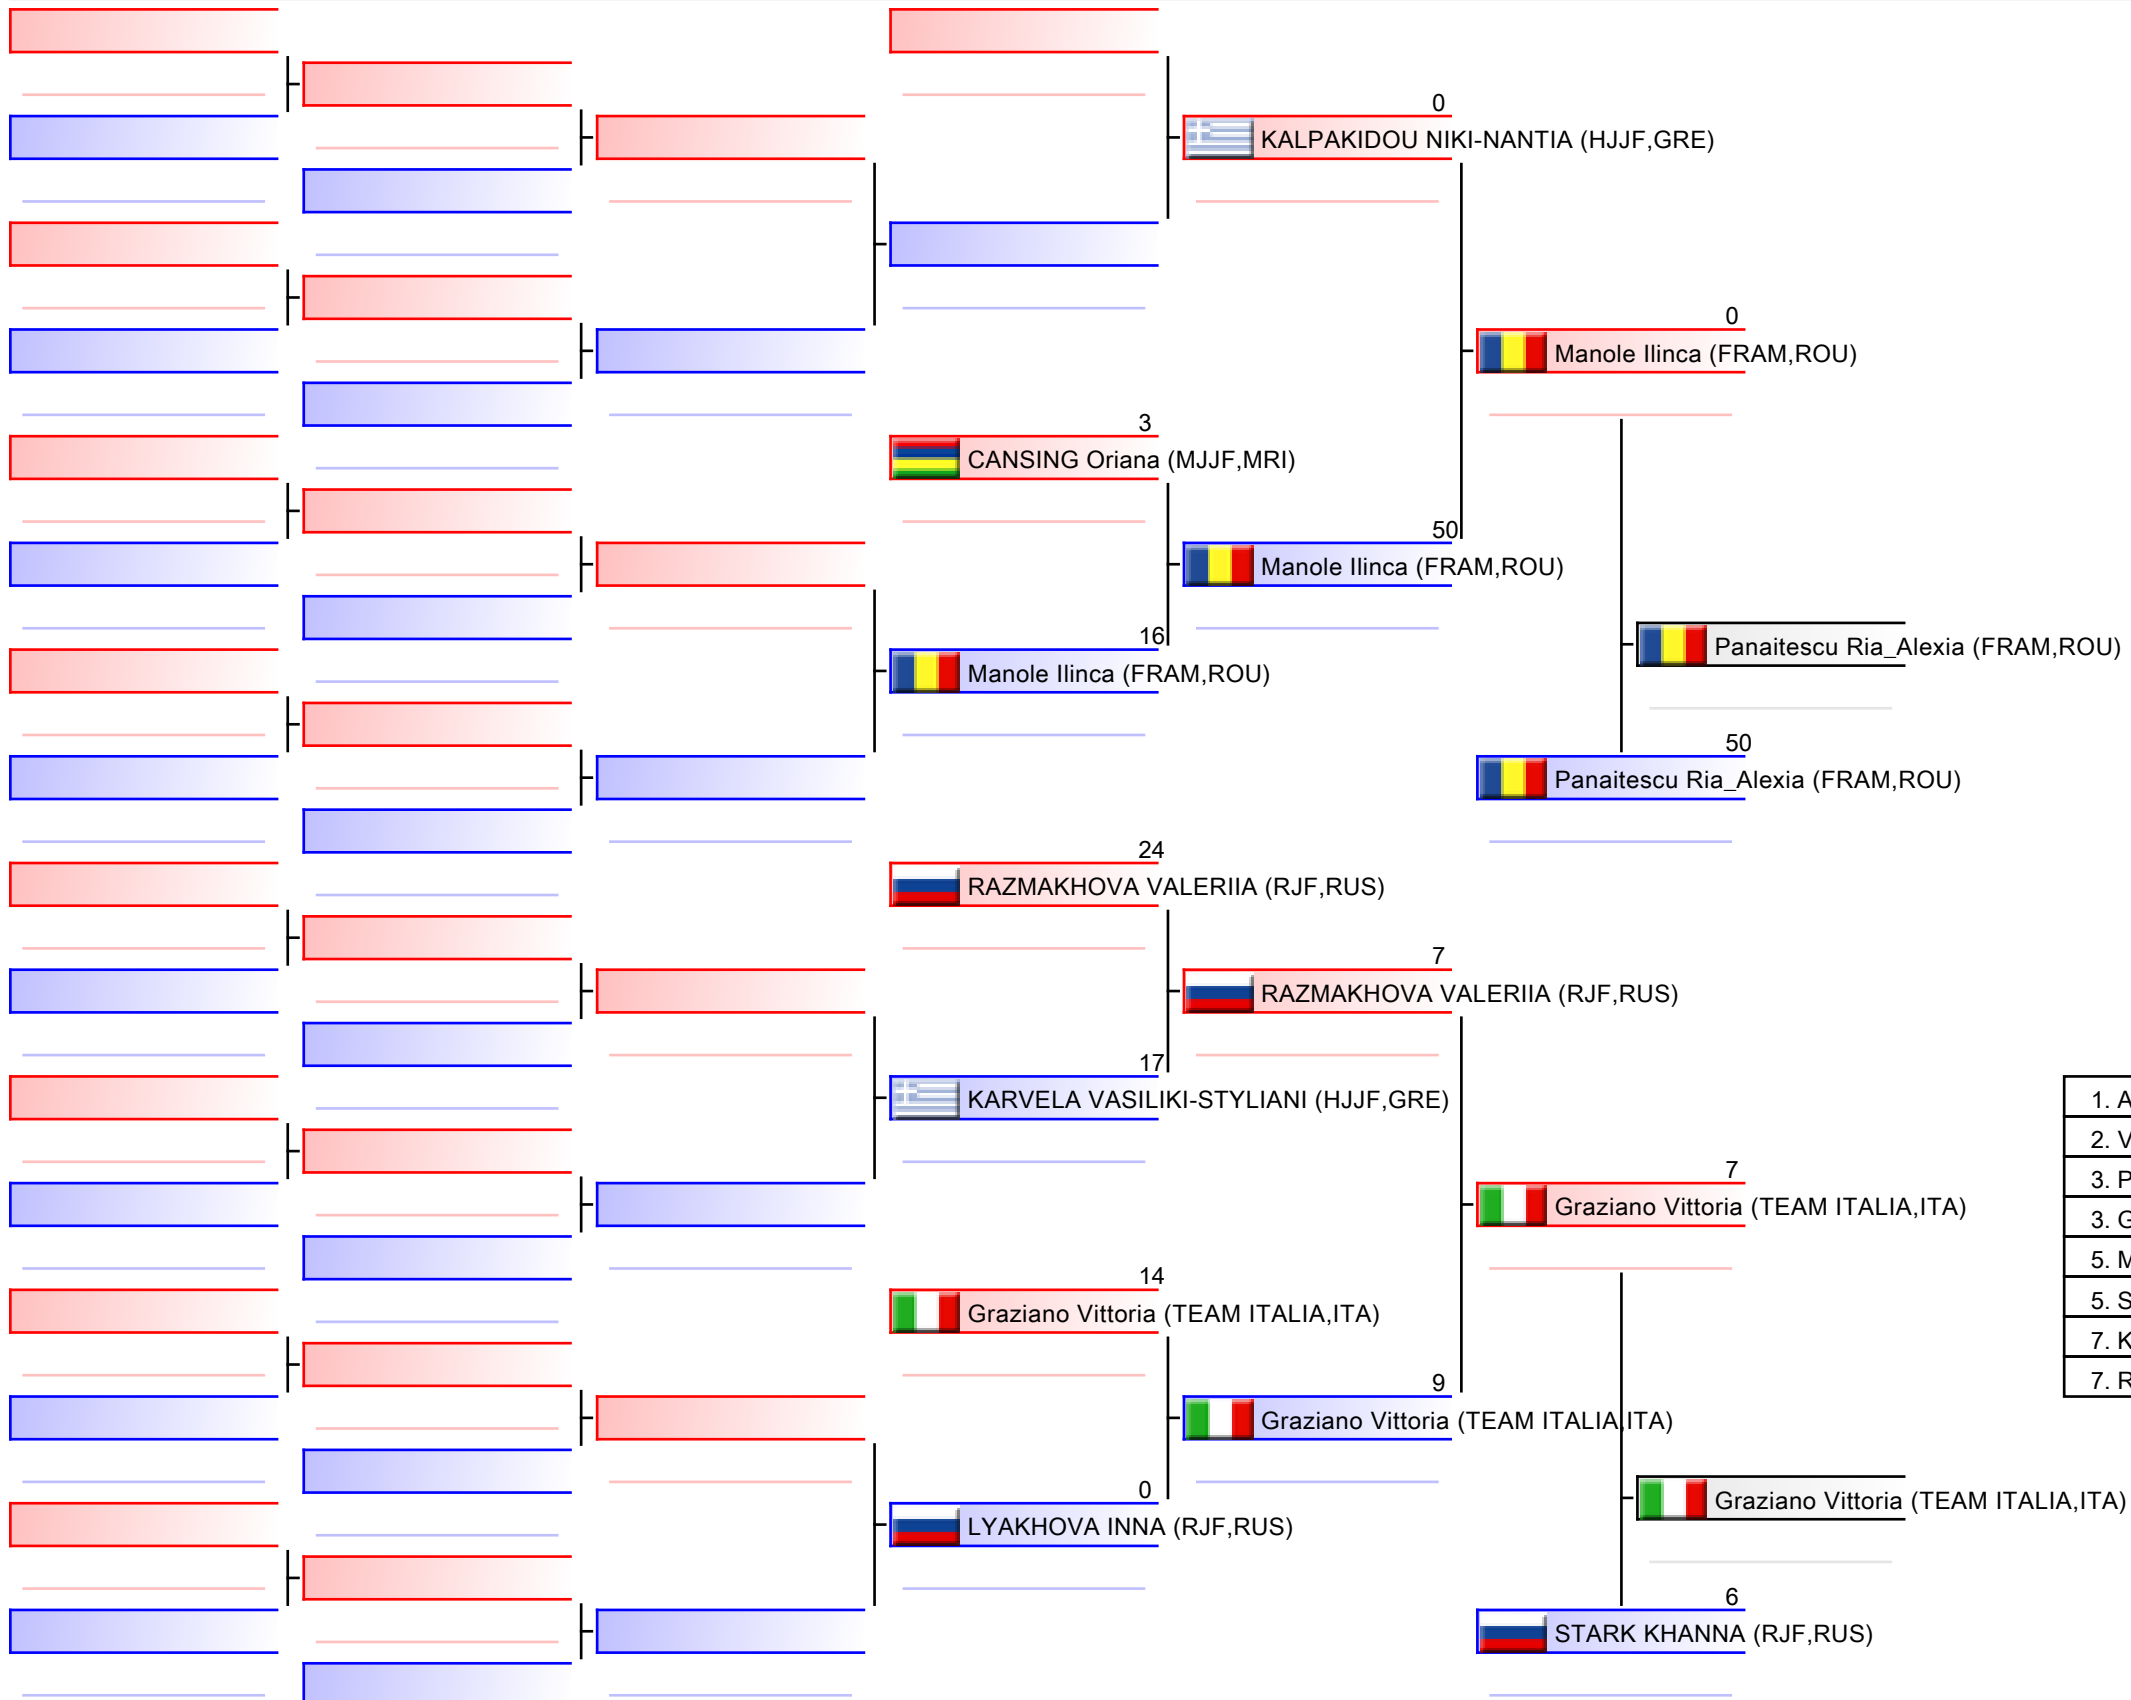 0
KALPAKIDOU NIKI-NANTIA (HJJF,GRE)
0
Manole Ilinca (FRAM,ROU)
3
CANSING Oriana (MJJF,MRI)
50
Manole Ilinca (FRAM,ROU)
16
Manole Ilinca (FRAM,ROU)
Panaitescu Ria_Alexia (FRAM,ROU)
50
Panaitescu Ria_Alexia (FRAM,ROU)
24
RAZMAKHOVA VALERIIA (RJF,RUS)
7
RAZMAKHOVA VALERIIA (RJF,RUS)
17
KARVELA VASILIKI-STYLIANI (HJJF,GRE)
7
Graziano Vittoria (TEAM ITALIA,ITA)
14
Graziano Vittoria (TEAM ITALIA,ITA)
9
Graziano Vittoria (TEAM ITALIA,ITA)
0
LYAKHOVA INNA (RJF,RUS)
Graziano Vittoria (TEAM ITALIA,ITA)
6
STARK KHANNA (RJF,RUS)
1. A
2. V
3. P
3. G
5. M
5. S
7. K
7. R